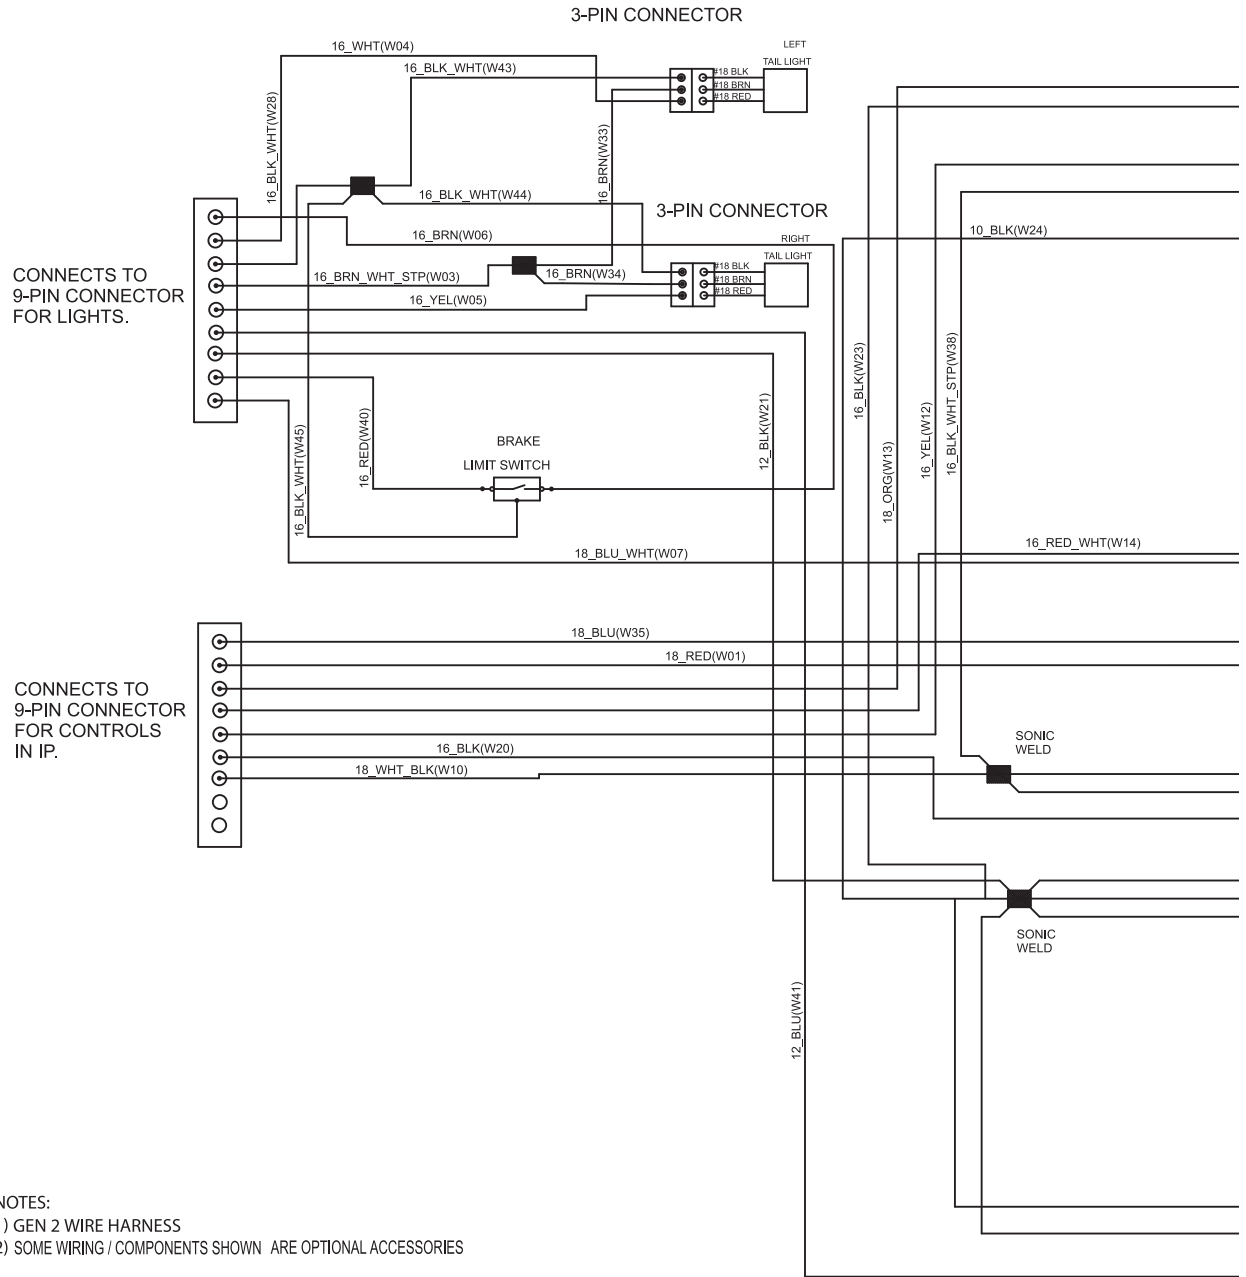 3-PIN CONNECTOR
16_WHT(W04)
LEFT
TAIL LIGHT
16_BLK_WHT(W43)
#18 BLK
#18 BRN
#18 RED
16_BLK_WHT(W28)
16_BRN(W33)
16_BLK_WHT(W44)
3-PIN CONNECTOR
16_BRN(W06)
RIGHT
TAIL LIGHT
10_BLK(W24)
CONNECTS TO
9-PIN CONNECTOR
FOR LIGHTS.
16_BRN_WHT_STP(W03)
16_BRN(W34)
#18 BLK
#18 BRN
#18 RED
16_YEL(W05)
16_BLK(W23)
16_BLK_WHT_STP(W38)
12_BLK(W21)
16_YEL(W12)
18_ORG(W13)
16_RED(W40)
16_BLK_WHT(W45)
BRAKE
LIMIT SWITCH
16_RED_WHT(W14)
18_BLU_WHT(W07)
18_BLU(W35)
18_RED(W01)
CONNECTS TO
9-PIN CONNECTOR
FOR CONTROLS
IN IP.
16_BLK(W20)
18_WHT_BLK(W10)
SONIC
WELD
SONIC
WELD
12_BLU(W41)
NOTES:
) GEN 2 WIRE HARNESS
2) SOME WIRING / COMPONENTS SHOWN ARE OPTIONAL ACCESSORIES